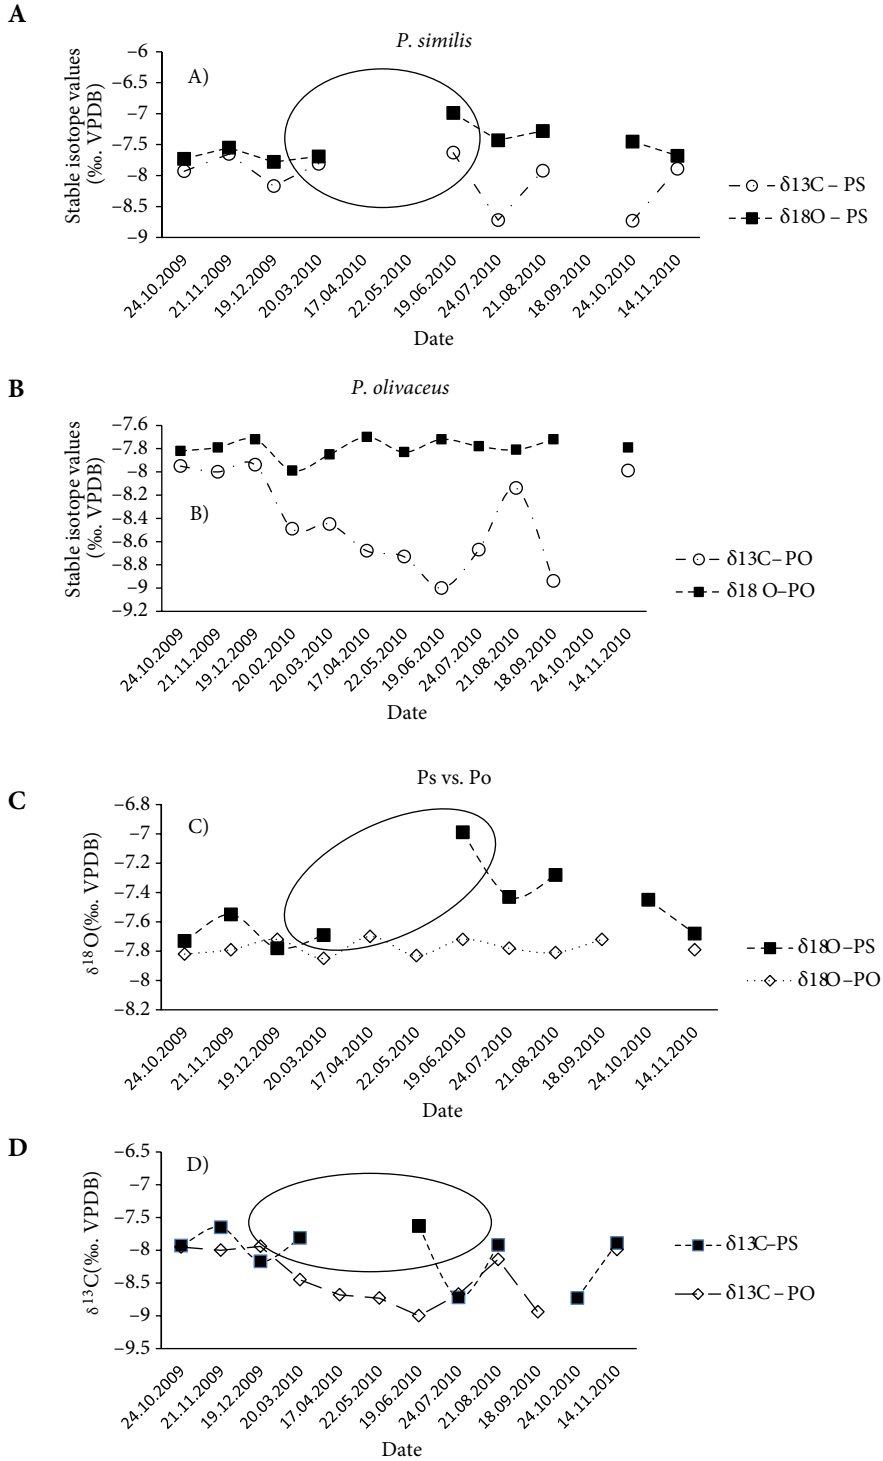 A
P. similis
A)
Stable isotope values
(‰. VPDB)
–6
–6.5
–7
–7.5
–8
–8.5
–9
24.10.2009
21.11.2009
19.12.2009
20.03.2010
17.04.2010
22.05.2010
19.06.2010
24.07.2010
21.08.2010
18.09.2010
24.10.2010
14.11.2010
Date
δ13C – PS
δ18O – PS
B
P. olivaceus
B)
Stable isotope values
(‰. VPDB)
–7.6
–7.8
–8
–8.2
–8.4
–8.6
–8.8
–9
–9.2
24.10.2009
21.11.2009
19.12.2009
20.02.2010
20.03.2010
17.04.2010
22.05.2010
19.06.2010
24.07.2010
21.08.2010
18.09.2010
24.10.2010
14.11.2010
Date
δ13C–PO
δ18 O–PO
C
Ps vs. Po
C)
δ18O(‰. VPDB)
–6.8
–7
–7.2
–7.4
–7.6
–7.8
–8
–8.2
24.10.2009
21.11.2009
19.12.2009
20.03.2010
17.04.2010
22.05.2010
19.06.2010
24.07.2010
21.08.2010
18.09.2010
24.10.2010
14.11.2010
Date
δ18O–PS
δ18O–PO
D
D)
δ13C(‰. VPDB)
–6.5
–7
–7.5
–8
–8.5
–9
–9.5
24.10.2009
21.11.2009
19.12.2009
20.03.2010
17.04.2010
22.05.2010
19.06.2010
24.07.2010
21.08.2010
18.09.2010
24.10.2010
14.11.2010
Date
δ13C–PS
δ13C – PO